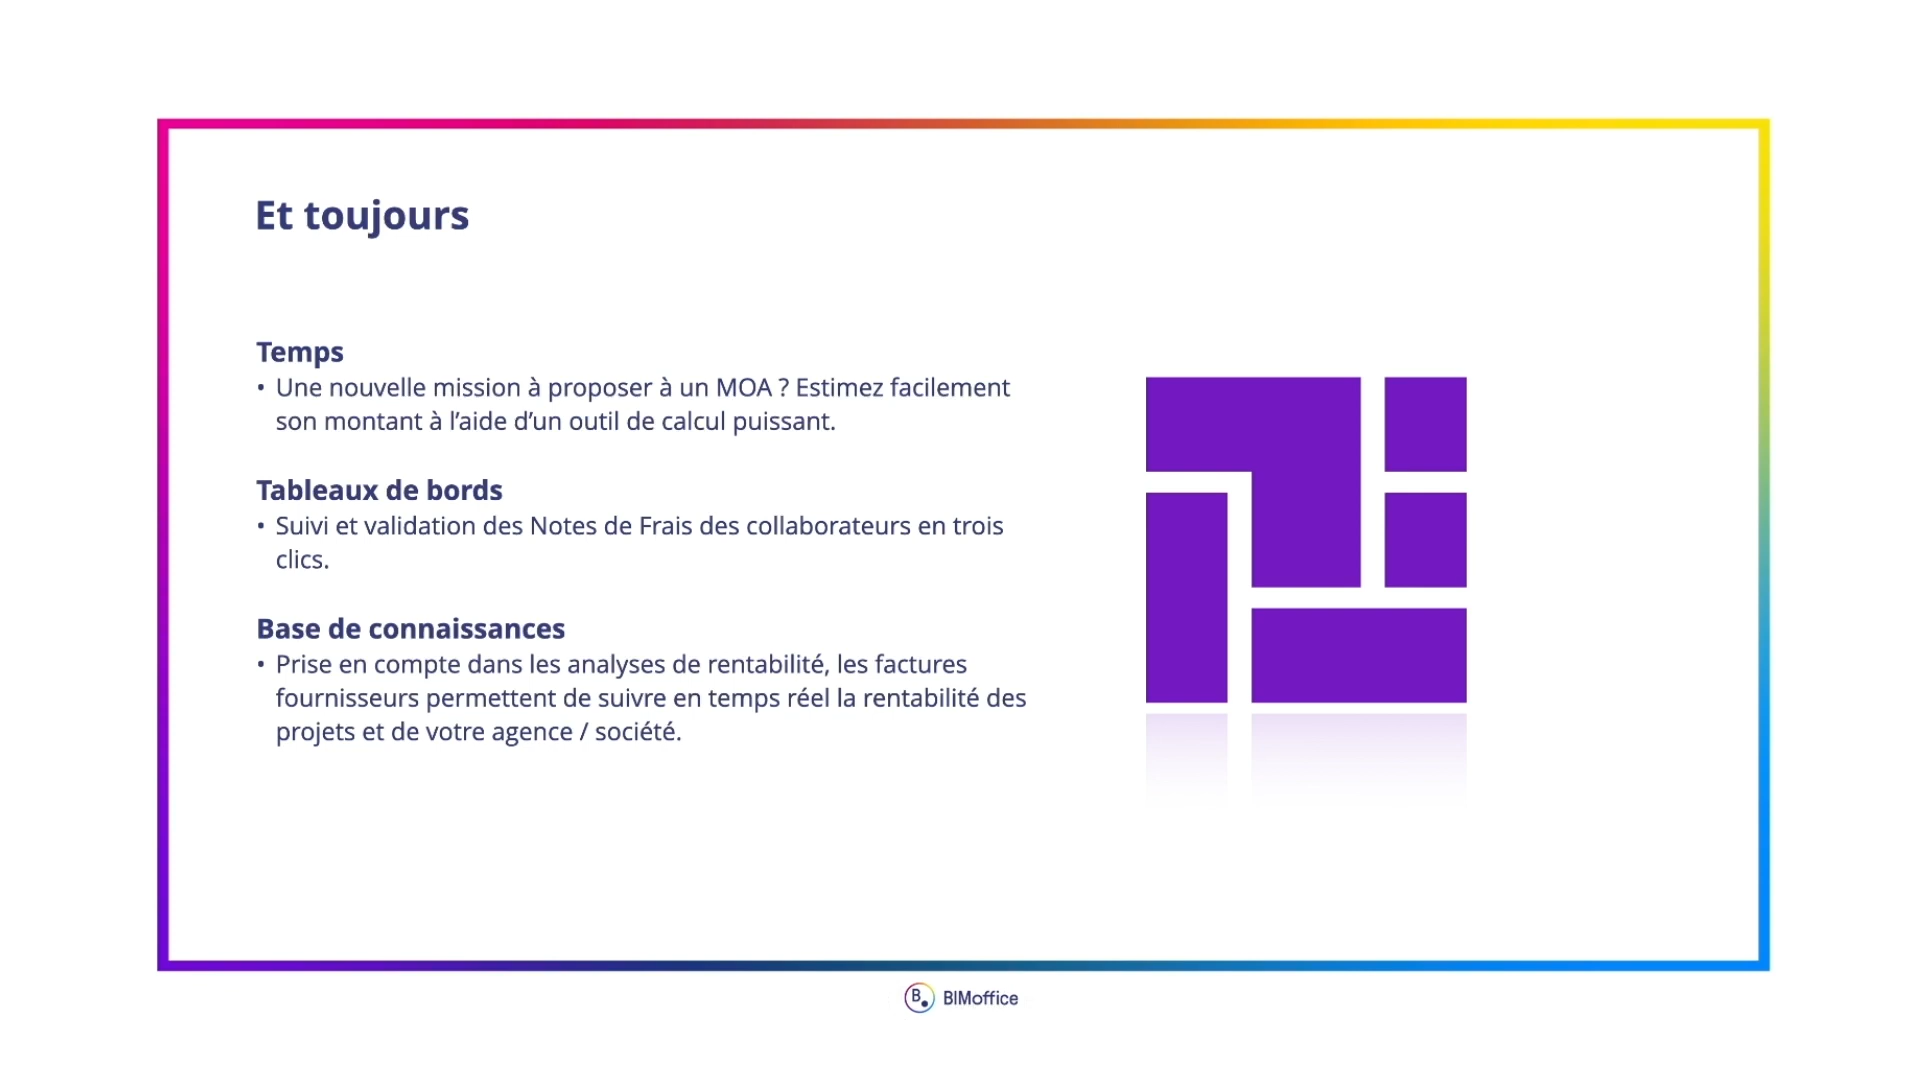 Et toujours
Temps
• Une nouvelle mission à proposer à un MOA ? Estimez facilement
son montant à l’aide d’un outil de calcul puissant.
Tableaux de bords
• Suivi et validation des Notes de Frais des collaborateurs en trois
clics.
Base de connaissances
• Prise en compte dans les analyses de rentabilité, les factures
fournisseurs permettent de suivre en temps réel la rentabilité des
projets et de votre agence / société.
B. BIMoffice